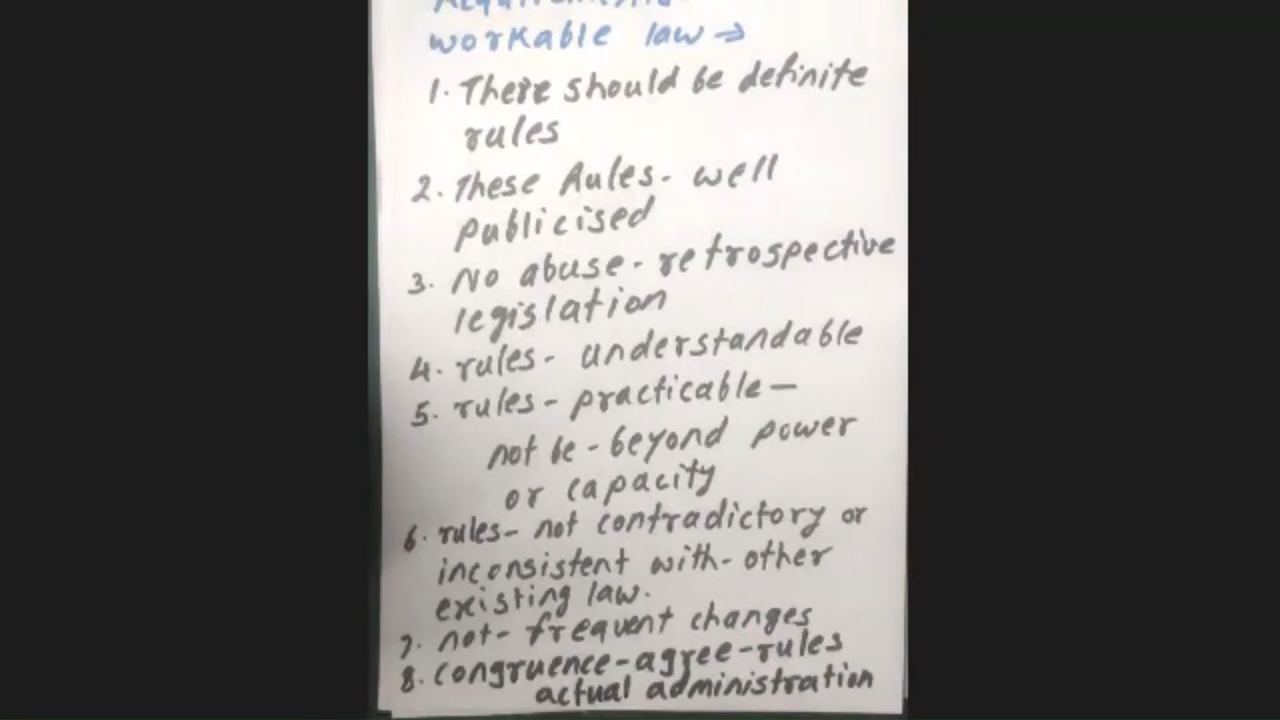 workable law →
1. There should be definite
rules
2. These Rules - well
publicised
3. No abuse - retrospective
legislation
4. rules - understandable
5. rules - practicable —
not be - beyond power
or capacity
6. rules - not contradictory or
inconsistent with - other
existing law.
7. not - frequent changes
8. congruence - agree - rules
actual administration